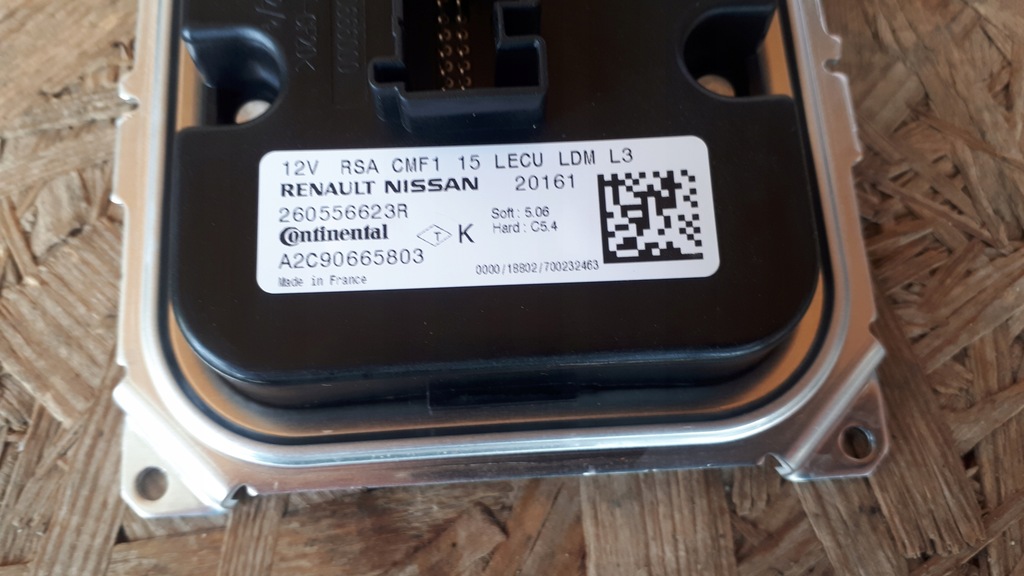 12V RSA CMF1 15 LECU LDM L3
RENAULT NISSAN 20161
260556623R
Soft : 5.06
Continental T K Hard : C5.4
A2C90665803
0000/18802/700232463
Made in France